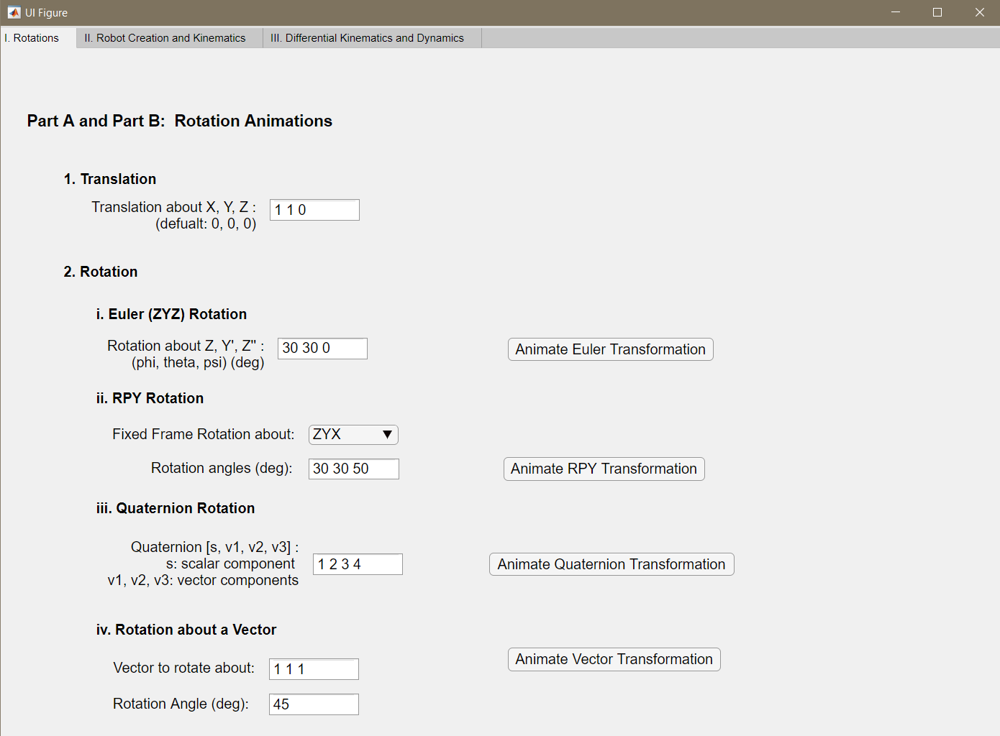 UI Figure
I. Rotations
II. Robot Creation and Kinematics
III. Differential Kinematics and Dynamics
Part A and Part B:  Rotation Animations
1. Translation
Translation about X, Y, Z :
(defualt: 0, 0, 0)
1 1 0
2. Rotation
i. Euler (ZYZ) Rotation
Rotation about Z, Y', Z'' :
(phi, theta, psi) (deg)
30 30 0
Animate Euler Transformation
ii. RPY Rotation
Fixed Frame Rotation about:
ZYX
Rotation angles (deg):
30 30 50
Animate RPY Transformation
iii. Quaternion Rotation
Quaternion [s, v1, v2, v3] :
s: scalar component
v1, v2, v3: vector components
1 2 3 4
Animate Quaternion Transformation
iv. Rotation about a Vector
Vector to rotate about:
1 1 1
Animate Vector Transformation
Rotation Angle (deg):
45